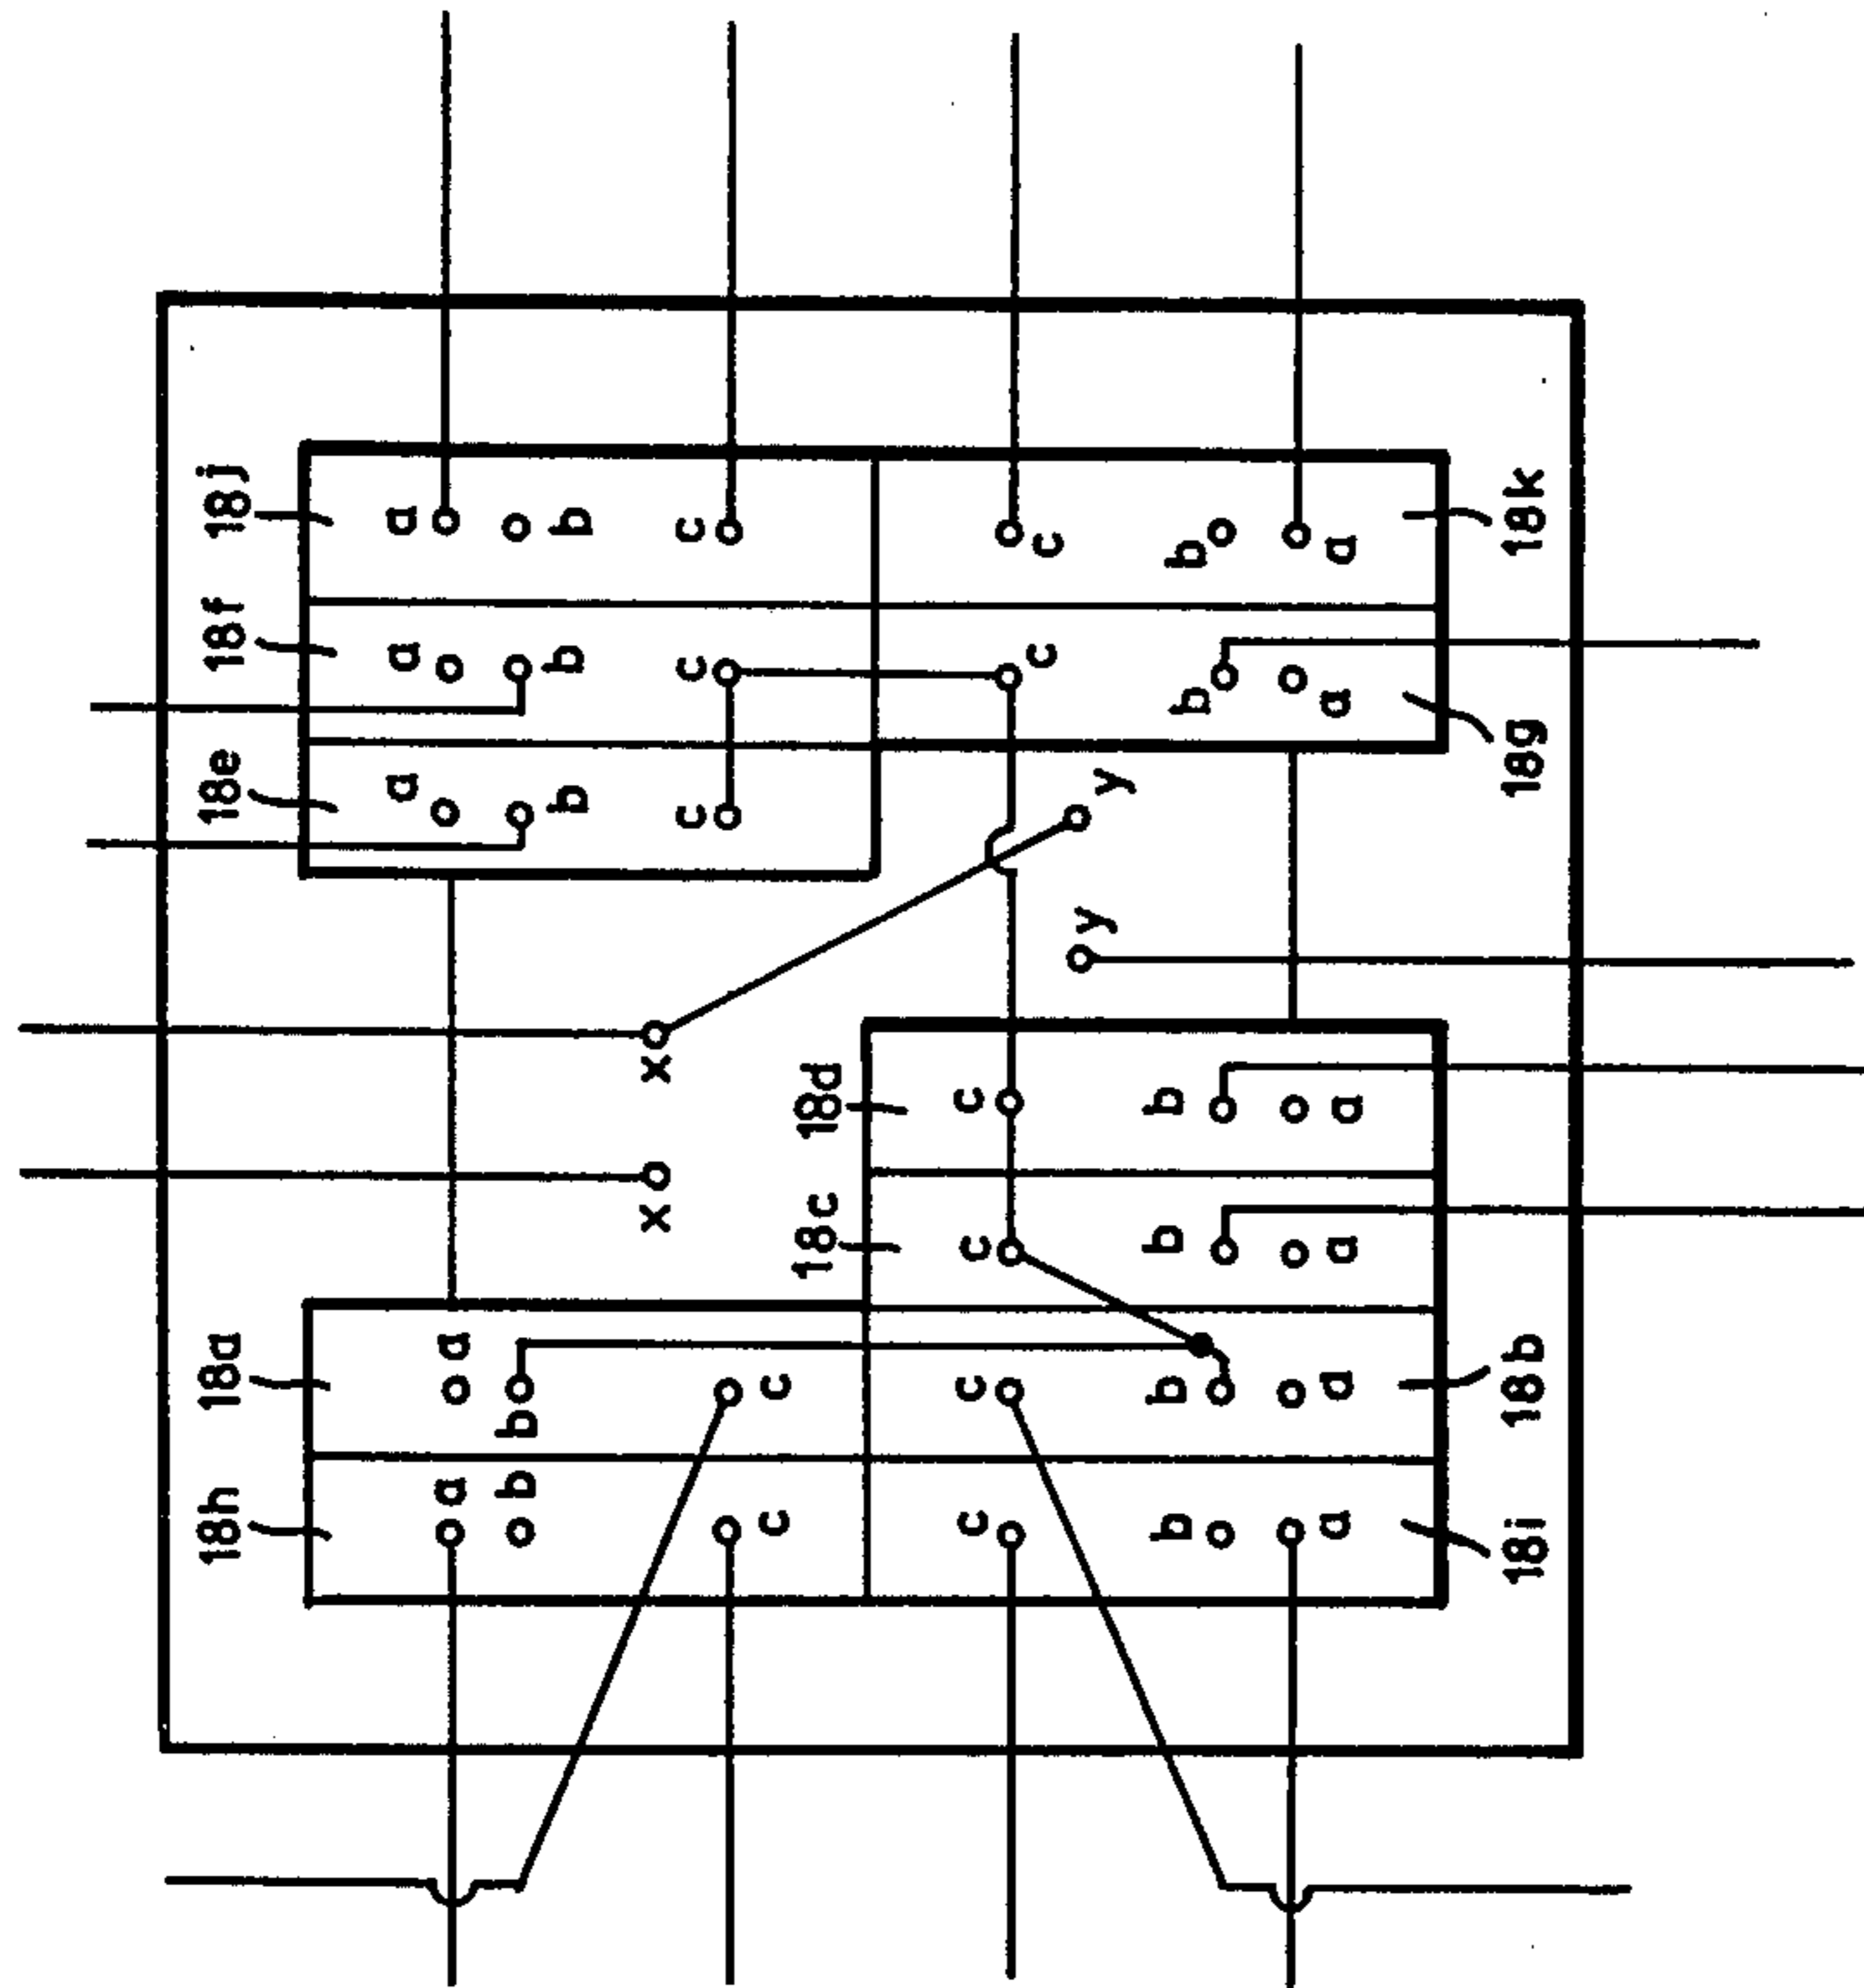 18h 18a 18e 18f 18j
a a a a a
b b b b b
x x
c c c c c
18c 18d
c c c c c c
y y
b b b b b b
a a a a a a
18i 18b 18g 18k